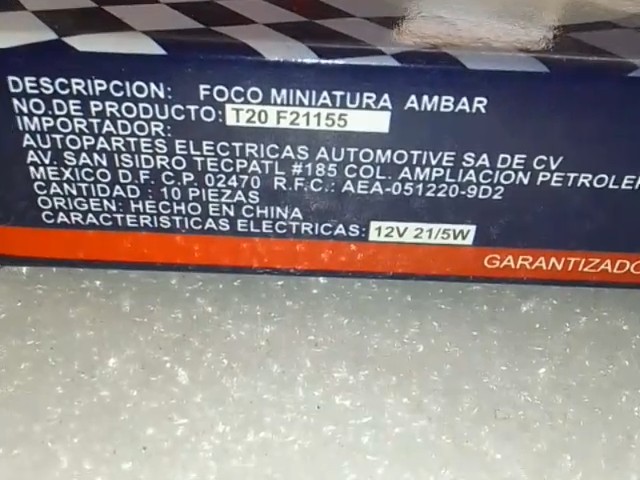 DESCRIPCION: FOCO MINIATURA AMBAR
NO.DE PRODUCTO: T20 F21155
IMPORTADOR:
AUTOPARTES ELECTRICAS AUTOMOTIVE SA DE CV
AV. SAN ISIDRO TECPATL #185 COL. AMPLIACION PETROLER
MEXICO D.F. C.P. 02470 R.F.C.: AEA-051220-9D2
CANTIDAD : 10 PIEZAS
ORIGEN: HECHO EN CHINA
CARACTERISTICAS ELECTRICAS: 12V 21/5W
GARANTIZADO